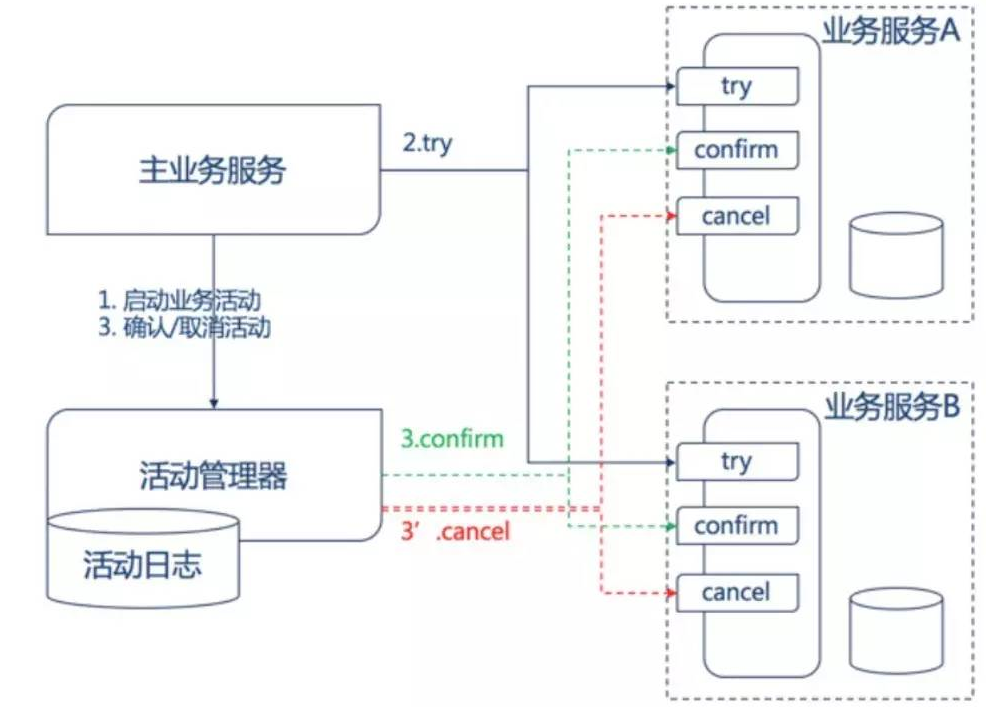 业务服务A
try
2.try
confirm
主业务服务
cancel
1. 启动业务活动
3. 确认/取消活动
业务服务B
3.confirm
try
活动管理器
confirm
3′ .cancel
活动日志
cancel